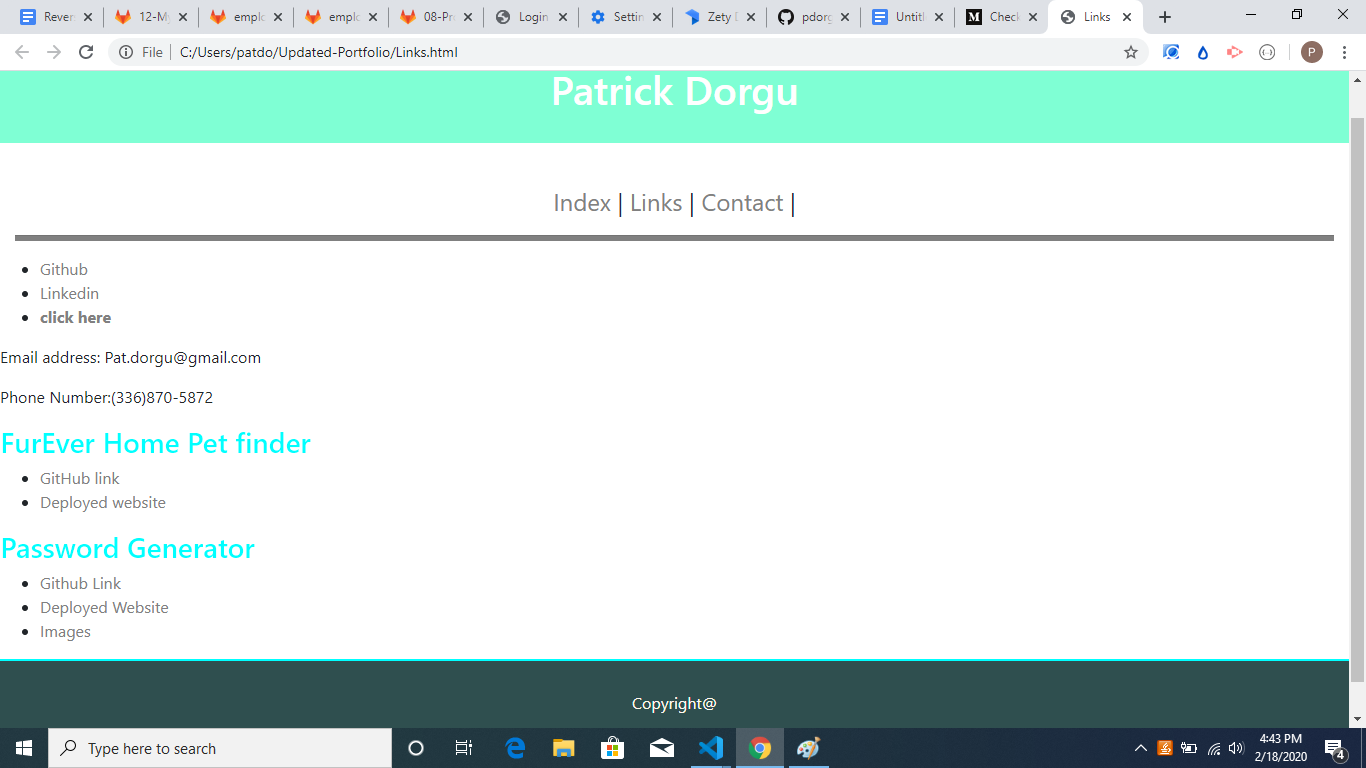 Rever
12-My
emplo
emplo
08-Pro
Login
Settin
Zety
pdorg
Untitl
Check
Links
File
C:/Users/patdo/Updated-Portfolio/Links.html
P
Patrick Dorgu
Index | Links | Contact |
Github
Linkedin
click here
Email address: Pat.dorgu@gmail.com
Phone Number:(336)870-5872
FurEver Home Pet finder
GitHub link
Deployed website
Password Generator
Github Link
Deployed Website
Images
Copyright@
Type here to search
4:43 PM
2/18/2020
4